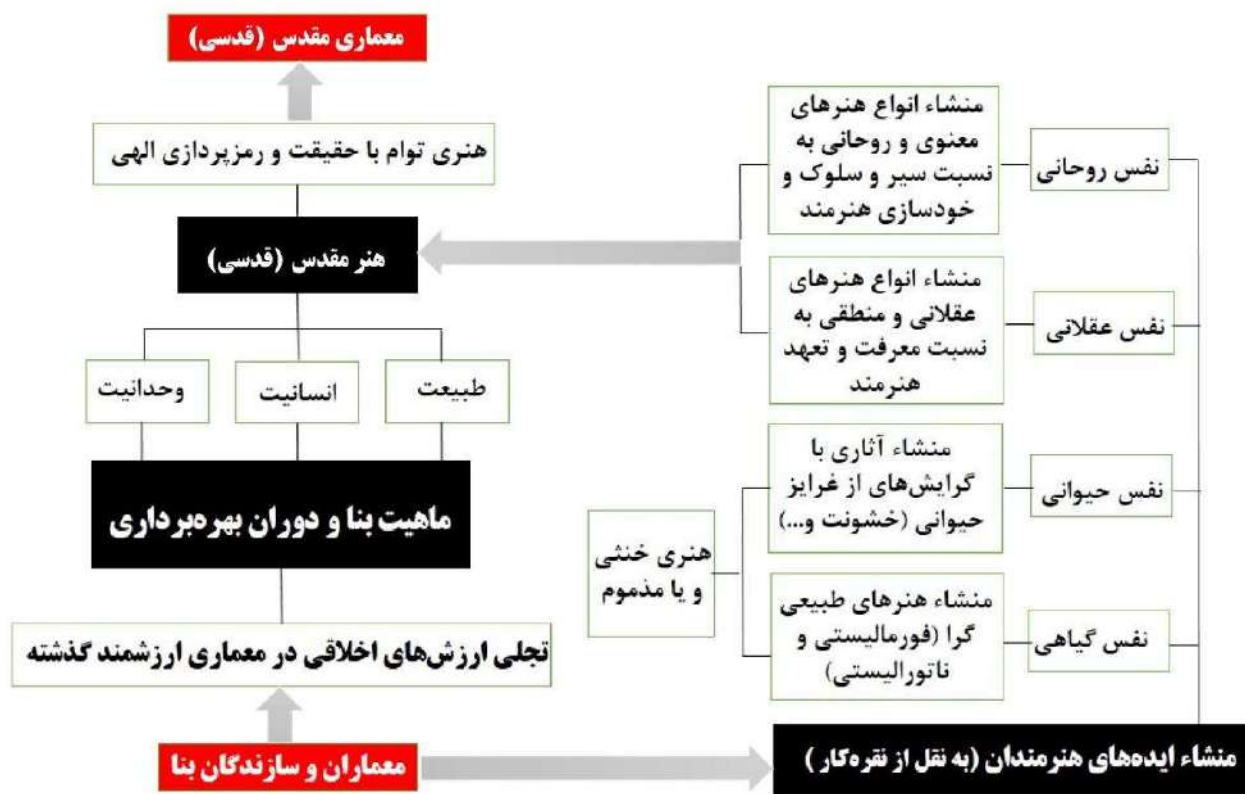 معماری مقدس (قدسی)
هنری توام با حقیقت و رمزپردازی الهی
هنر مقدس (قدسی)
وحدانیت
انسانیت
طبیعت
ماهیت بنا و دوران بهره‌برداری
تجلی ارزش‌های اخلاقی در معماری ارزشمند گذشته
معماران و سازندگان بنا
منشاء ایده‌های هنرمندان (به نقل از نقره‌کار )
نفس روحانی
منشاء انواع هنرهای
معنوی و روحانی به
نسبت سیر و سلوک و
خودسازی هنرمند
نفس عقلانی
منشاء انواع هنرهای
عقلانی و منطقی به
نسبت معرفت و تعهد
هنرمند
نفس حیوانی
منشاء آثاری با
گرایش‌های از غرایز
حیوانی (خشونت و...)
نفس گیاهی
منشاء هنرهای طبیعی
گرا (فورمالیستی و
ناتورالیستی)
هنری خنثی
و یا مذموم